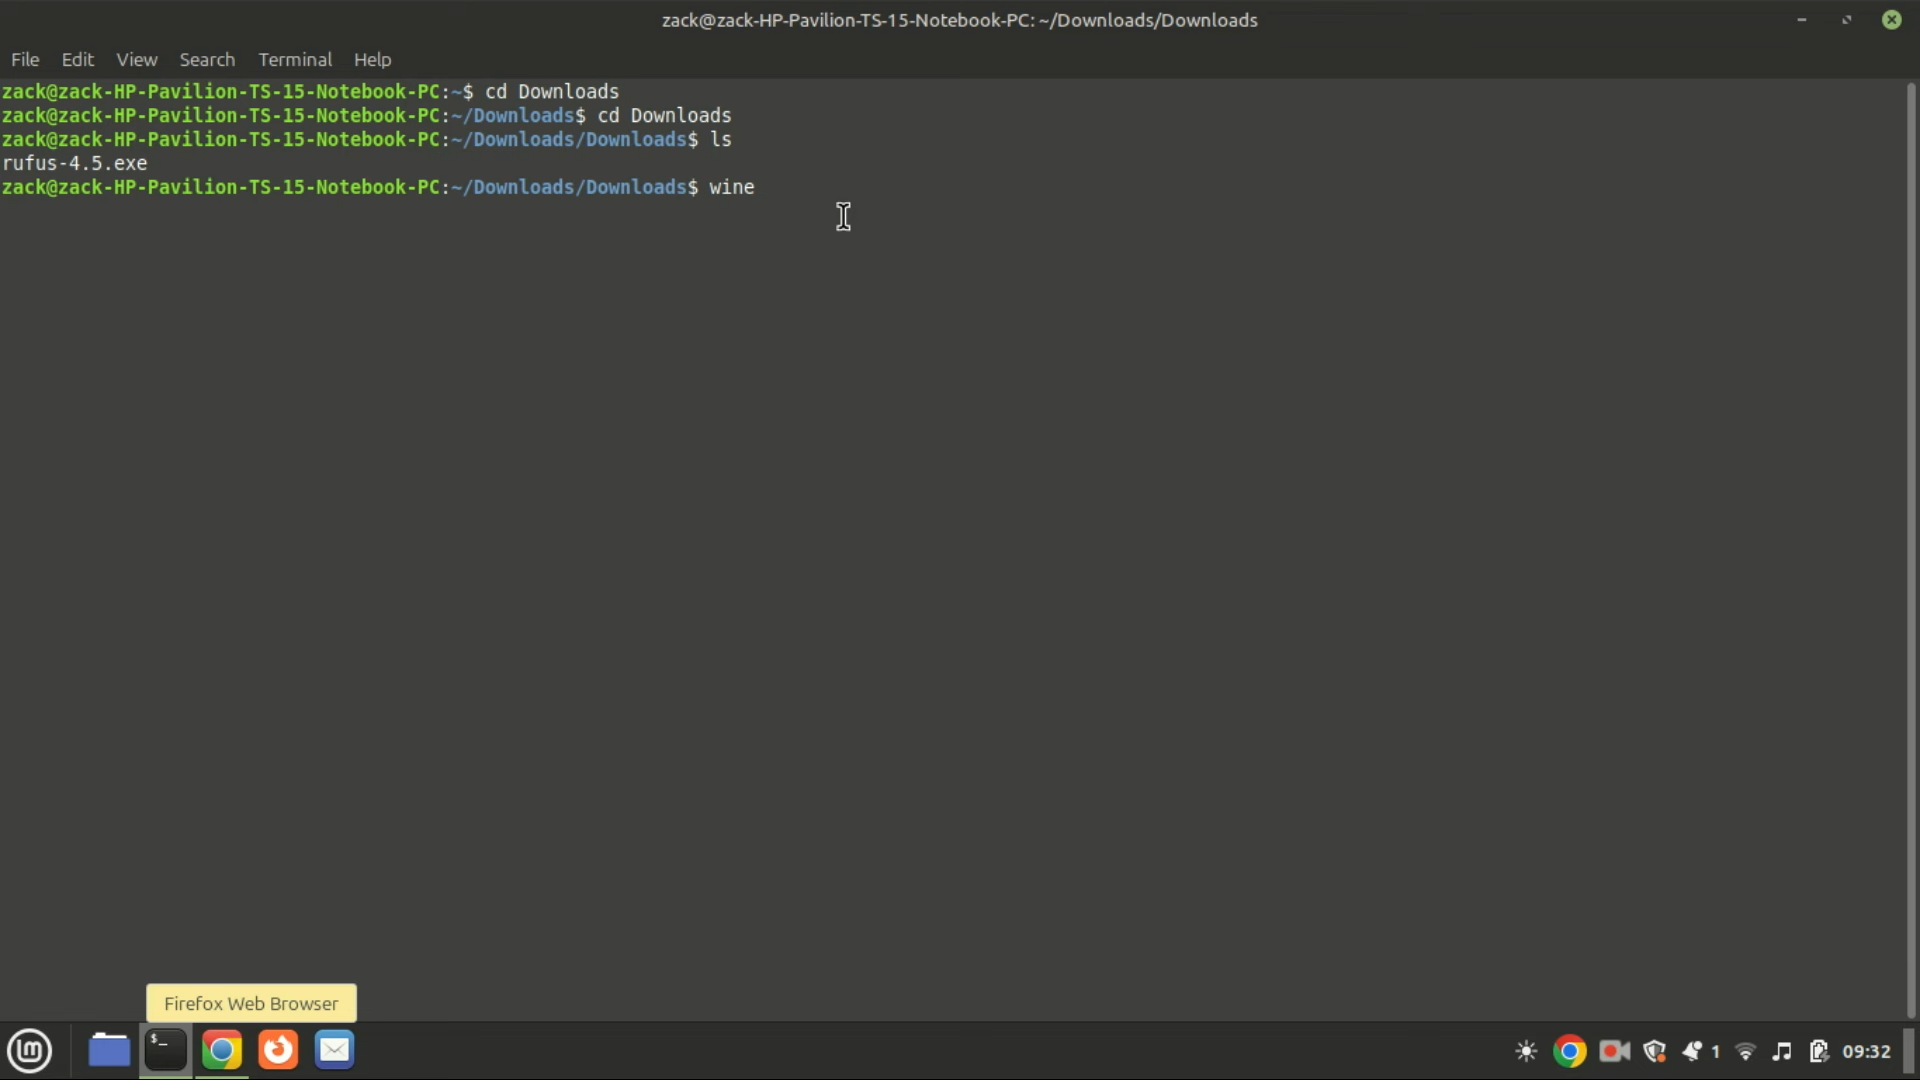 zack@zack-HP-Pavilion-TS-15-Notebook-PC: ~/Downloads/Downloads
File Edit View Search Terminal Help
zack@zack-HP-Pavilion-TS-15-Notebook-PC:~$ cd Downloads
zack@zack-HP-Pavilion-TS-15-Notebook-PC:~/Downloads$ cd Downloads
zack@zack-HP-Pavilion-TS-15-Notebook-PC:~/Downloads/Downloads$ ls
rufus-4.5.exe
zack@zack-HP-Pavilion-TS-15-Notebook-PC:~/Downloads/Downloads$ wine
Firefox Web Browser
$_
1
09:32